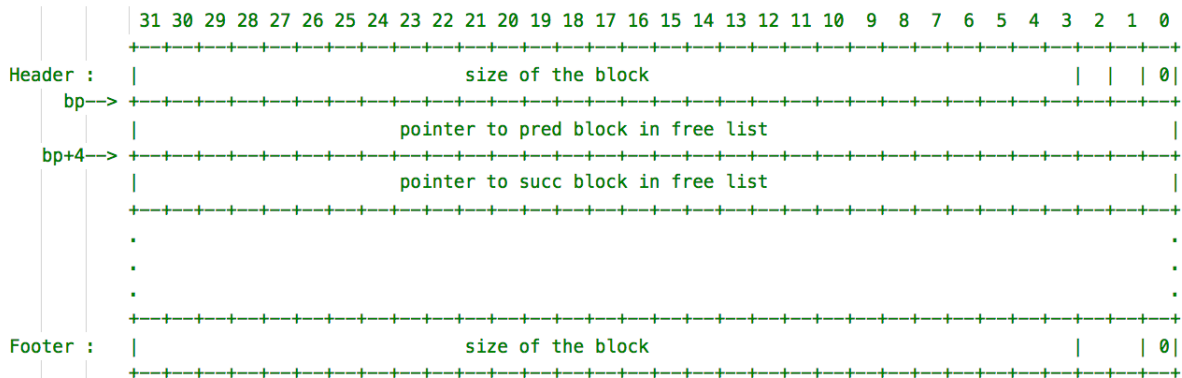 31 30 29 28 27 26 25 24 23 22 21 20 19 18 17 16 15 14 13 12 11 10 9 8 7 6 5 4 3 2 1 0
+--+--+--+--+--+--+--+--+--+--+--+--+--+--+--+--+--+--+--+--+--+--+--+--+--+--+--+--+--+--+--+--+
Header : | size of the block | | | 0|
bp--> +--+--+--+--+--+--+--+--+--+--+--+--+--+--+--+--+--+--+--+--+--+--+--+--+--+--+--+--+--+--+--+--+
| pointer to pred block in free list |
bp+4--> +--+--+--+--+--+--+--+--+--+--+--+--+--+--+--+--+--+--+--+--+--+--+--+--+--+--+--+--+--+--+--+--+
| pointer to succ block in free list |
+--+--+--+--+--+--+--+--+--+--+--+--+--+--+--+--+--+--+--+--+--+--+--+--+--+--+--+--+--+--+--+--+
. .
. .
. .
+--+--+--+--+--+--+--+--+--+--+--+--+--+--+--+--+--+--+--+--+--+--+--+--+--+--+--+--+--+--+--+--+
Footer : | size of the block | | 0|
+--+--+--+--+--+--+--+--+--+--+--+--+--+--+--+--+--+--+--+--+--+--+--+--+--+--+--+--+--+--+--+--+